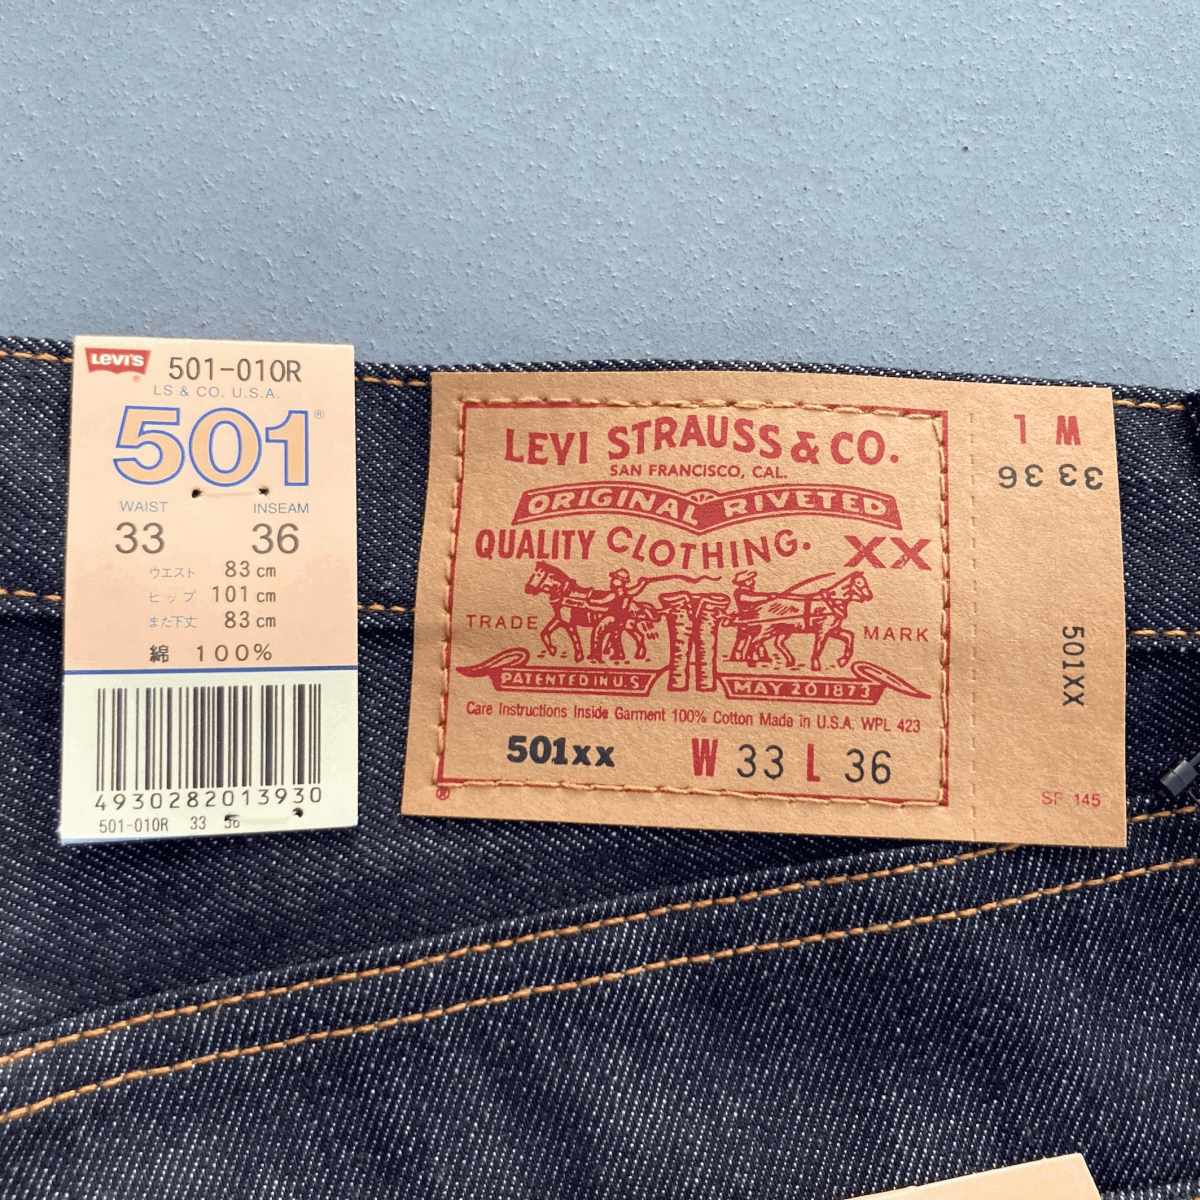 LEVI'S
501-010R
LS & CO. U.S.A.
501®
WAIST INSEAM
33 36
ウエスト 83 cm
ヒップ 101 cm
また下丈 83 cm
綿 100%
4930282013930
501-010R 33 36
LEVI STRAUSS & CO.
SAN FRANCISCO, CAL.
ORIGINAL RIVETED
QUALITY CLOTHING. XX
TRADE MARK
PATENTED IN U.S. MAY 20 1873
Care Instructions Inside Garment 100% Cotton Made in U.S.A. WPL 423
501xx W 33 L 36
®
L W
36 33
501XX
SF 145